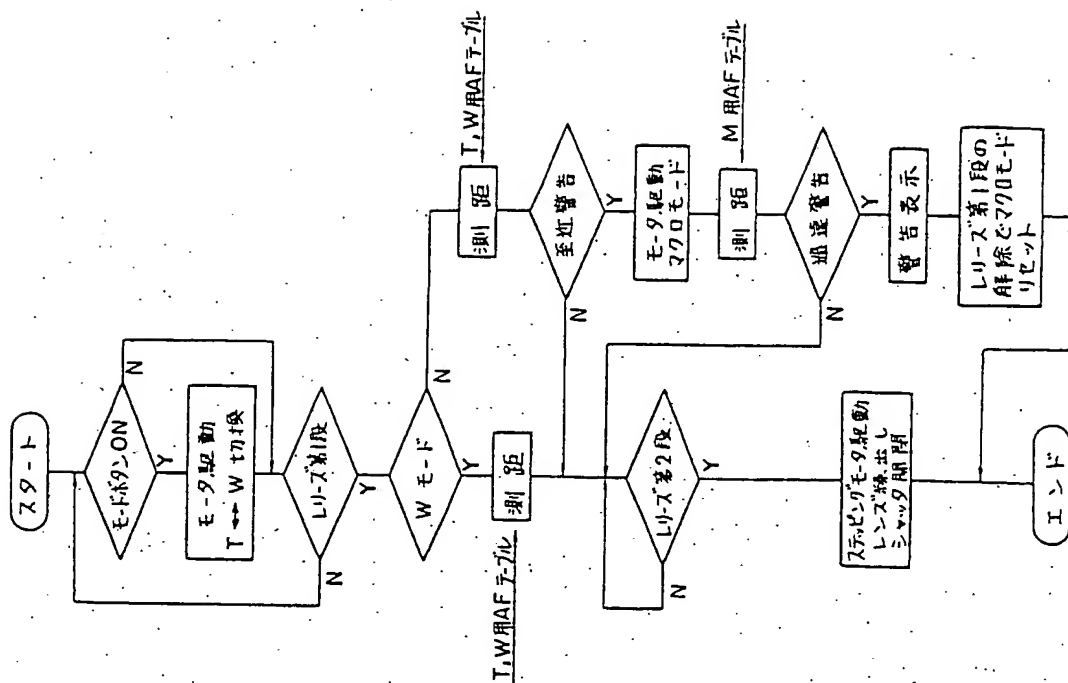 スタート
モードボタンON
N
Y
モータ駆動
T↔W切換
レリーズ第1段
N
Y
Wモード
N
Y
測距
T,W用AFテーブル
測距
T,W用AFテーブル
至近警告
N
Y
モータ駆動
マクロモード
測距
M用AFテーブル
過遠警告
N
Y
警告表示
レリーズ第1段の
解除でマクロモード
リセット
レリーズ第2段
N
Y
ステッピングモータ駆動
レンズ繰出し
シャッタ開閉
エンド